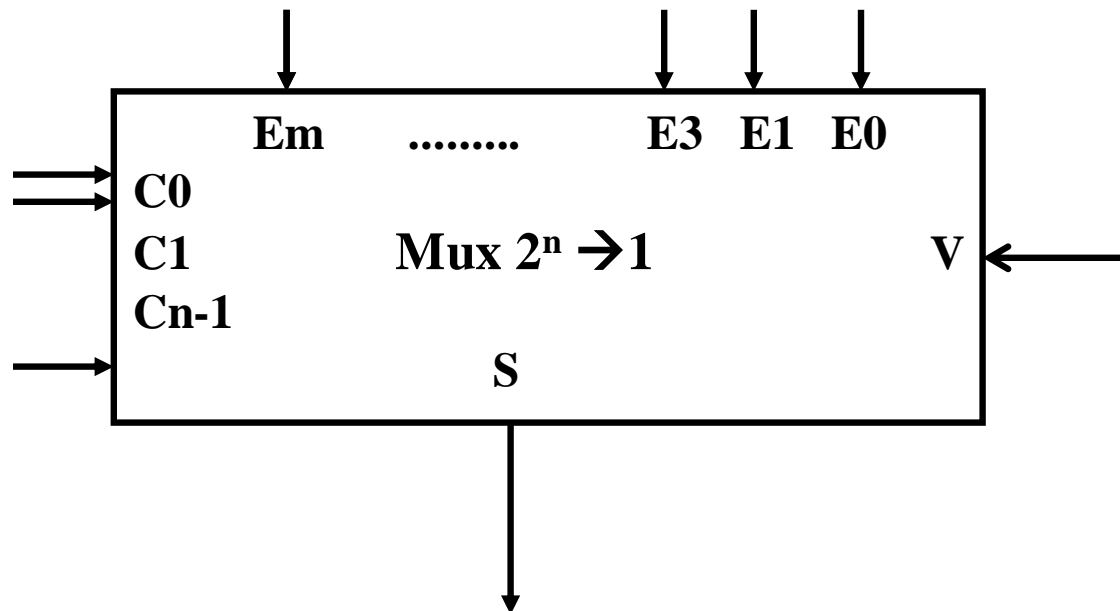 Em ......... E3 E1 E0
C0
C1 Mux 2ⁿ →1 V
Cn-1
S